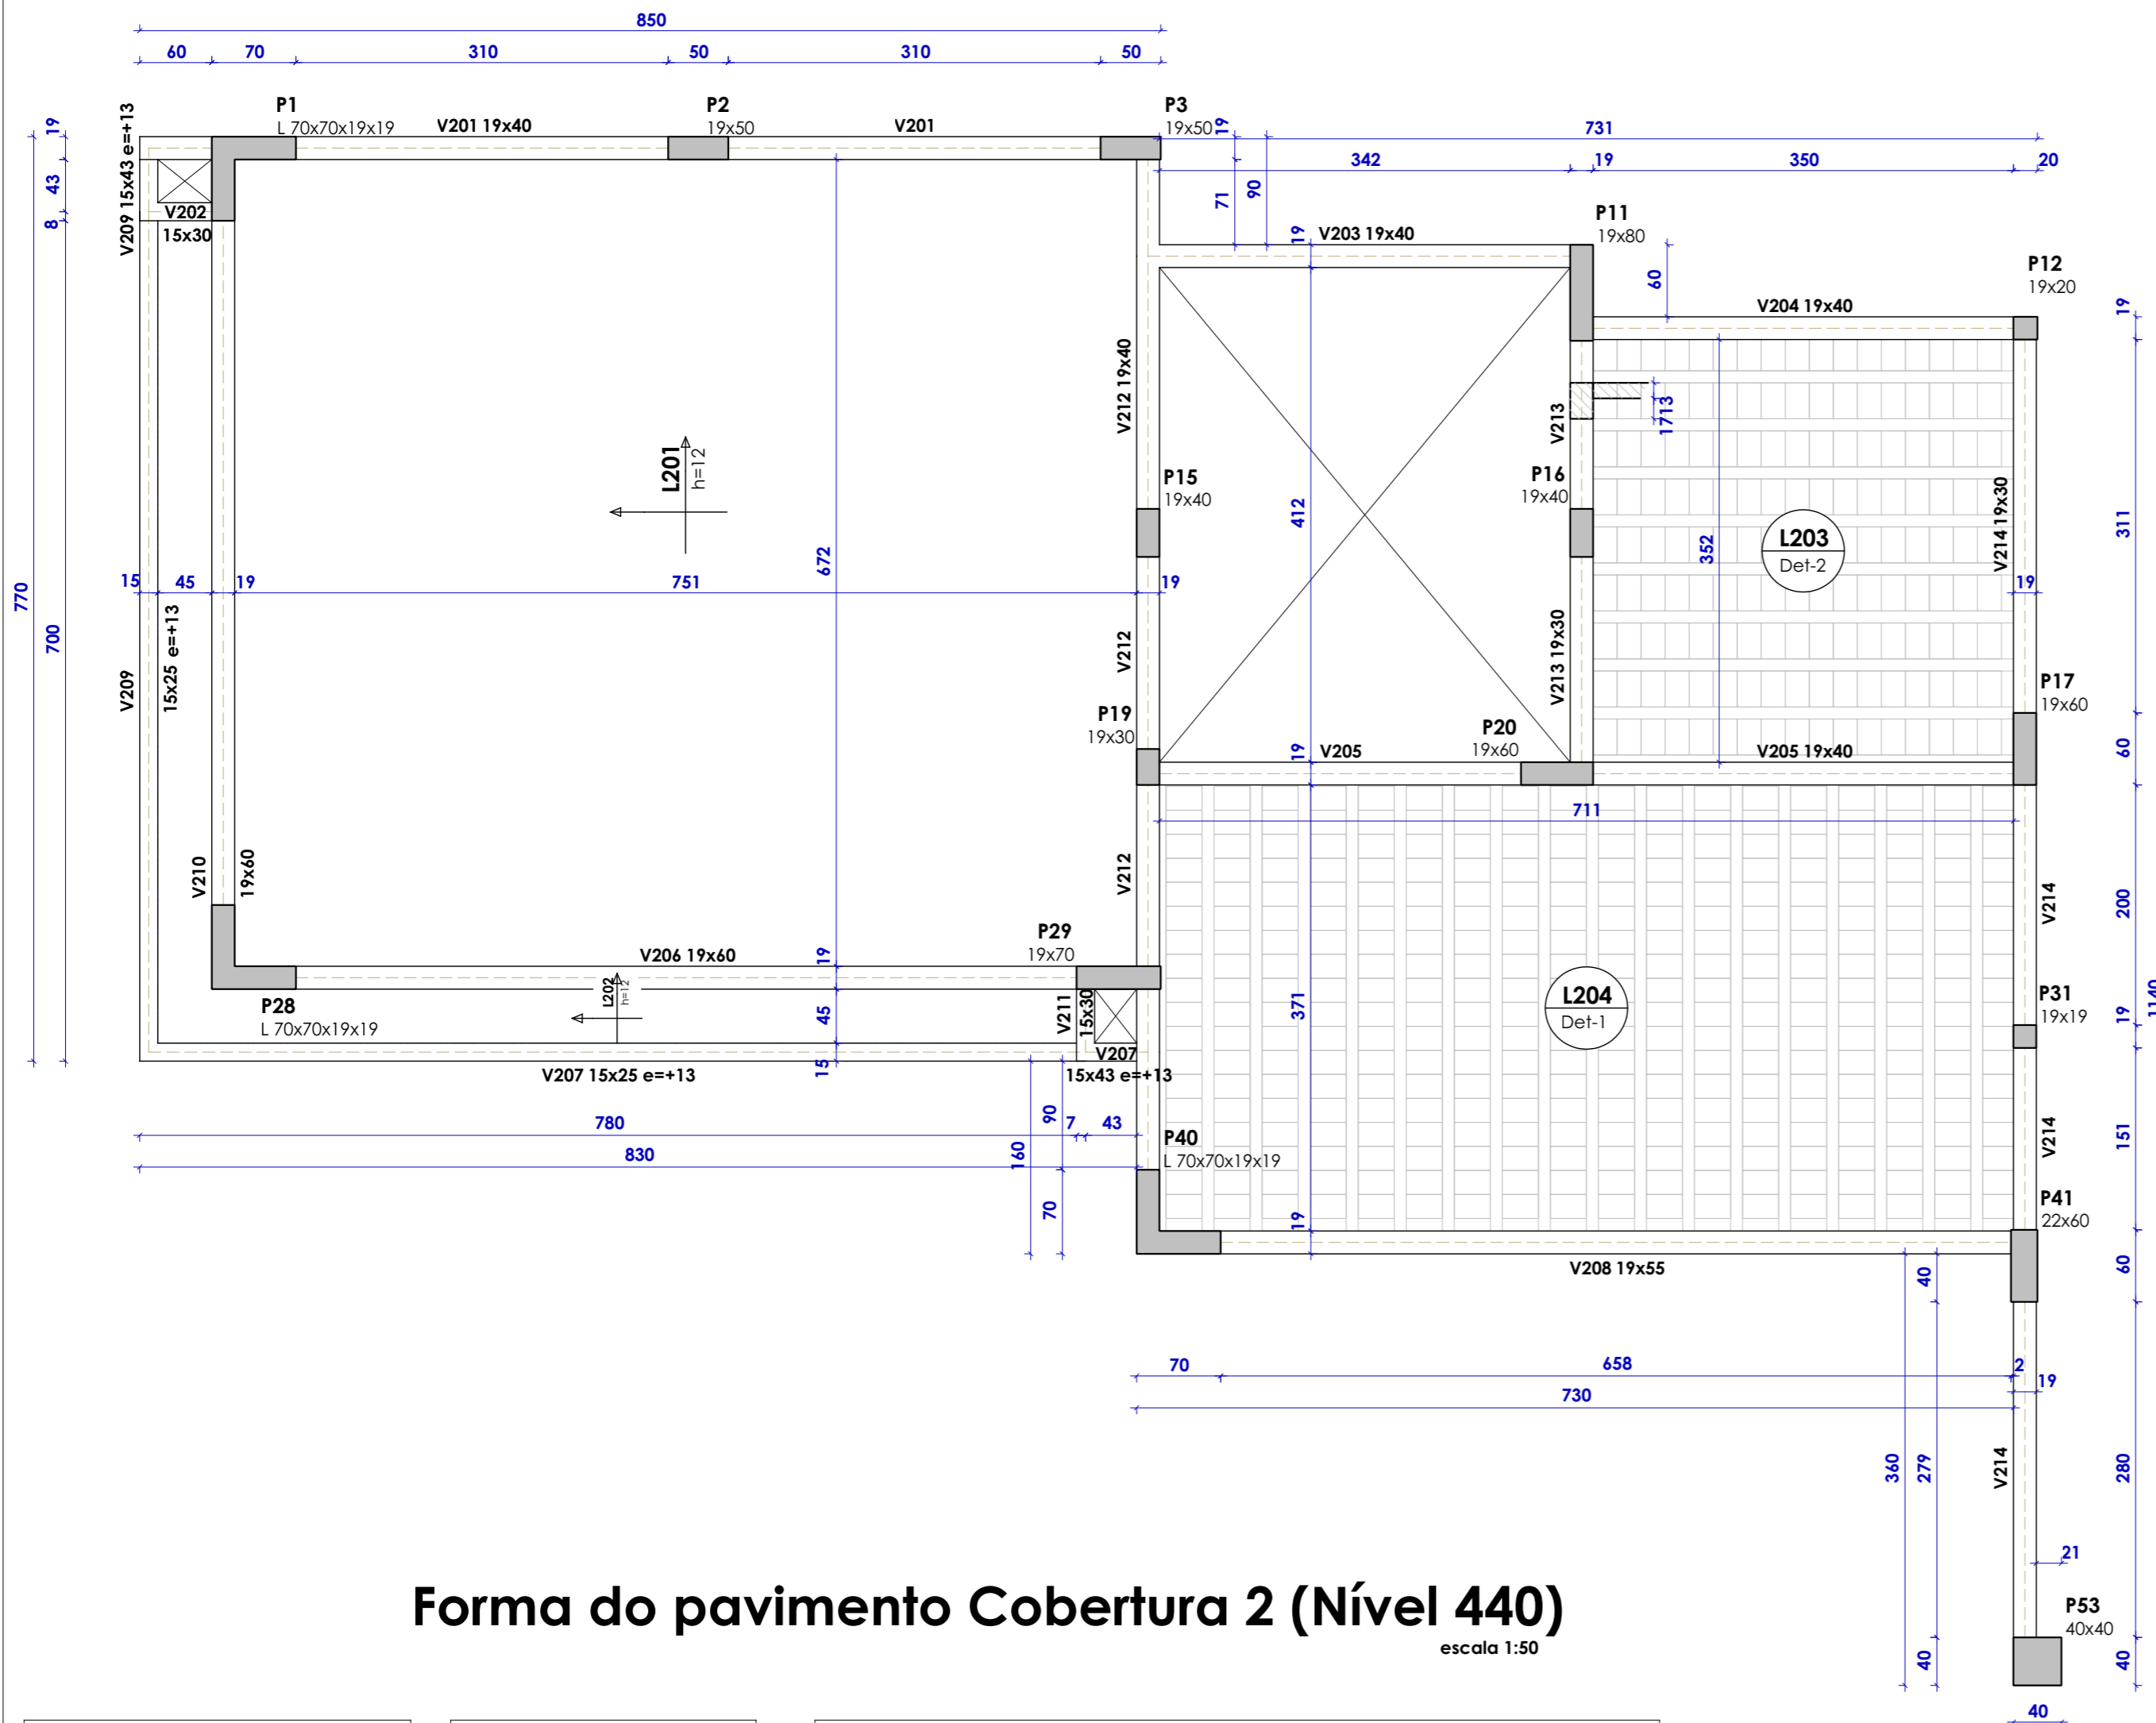 850
60 70 310 50 310 50
P1
L 70x70x19x19
V201 19x40
P2
19x50
V201
P3
19x50
19
731
342 19 350 20
19
43
8
V209 15x43 e=+13
V202
15x30
71
90
19
V203 19x40
P11
19x80
60
P12
19x20
V204 19x40
19
V212 19x40
1713
V213
L201
h=12
P15
19x40
P16
19x40
412
352
L203
Det-2
V214 19x30
311
672
15 45 19 751 19
19
770
700
V209
15x25 e=+13
V212
V213 19x30
P17
19x60
60
P19
19x30
P20
19x60
19
V205
V205 19x40
711
V210
19x60
V212
V214
200
P29
19x70
V206 19x60
19
L202
h=12
P28
L 70x70x19x19
45
V211
15x30
V207
371
L204
Det-1
P31
19x19
19
1140
V207 15x25 e=+13
15
15x43 e=+13
780 7 43
830
90
160
70
P40
L 70x70x19x19
V214
151
19
P41
22x60
V208 19x55
40
60
70 658 2
19
730
360
279
V214
280
21
Forma do pavimento Cobertura 2 (Nível 440)
escala 1:50
P53
40x40
40
40
40